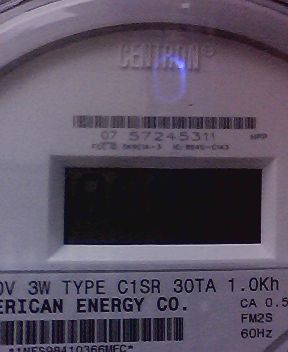 CENTRON®
07 57245311
0V 3W TYPE C1SR 30TA 1.0Kh
ERICAN ENERGY CO.
CA 0.5
FM2S
60Hz